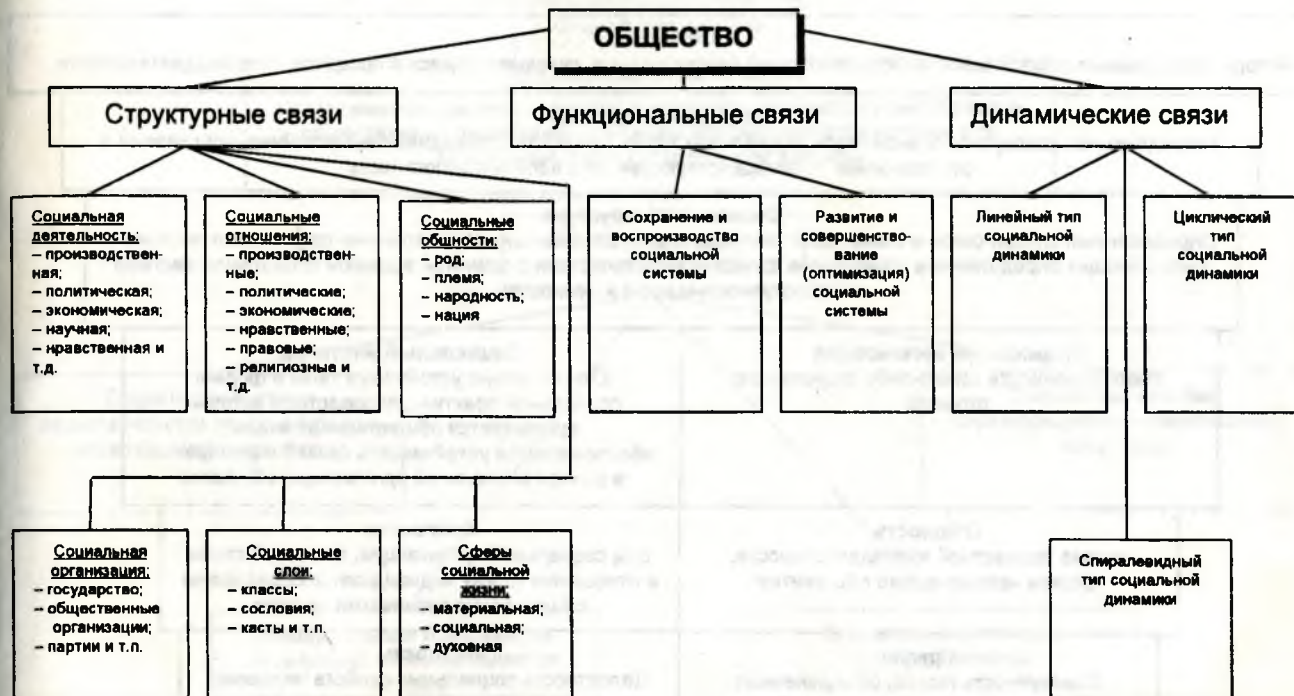 ОБЩЕСТВО
Структурные связи
Функциональные связи
Динамические связи
Социальная
деятельность:
– производствен-
ная;
– политическая;
– экономическая;
– научная;
– нравственная и
т.д.
Социальные
отношения:
– производствен-
ные;
– политические;
– экономические;
– нравственные;
– правовые;
– религиозные и
т.д.
Социальные
общности:
– род;
– племя;
– народность;
– нация
Сохранение и
воспроизводство
социальной
системы
Развитие и
совершенство-
вание
(оптимизация)
социальной
системы
Линейный тип
социальной
динамики
Циклический
тип
социальной
динамики
Социальная
организация:
– государство;
– общественные
организации;
– партии и т.п.
Социальные
слои:
– классы;
– сословия;
– касты и т.п.
Сферы
социальной
жизни:
– материальная;
– социальная;
– духовная
Спиралевидный
тип социальной
динамики